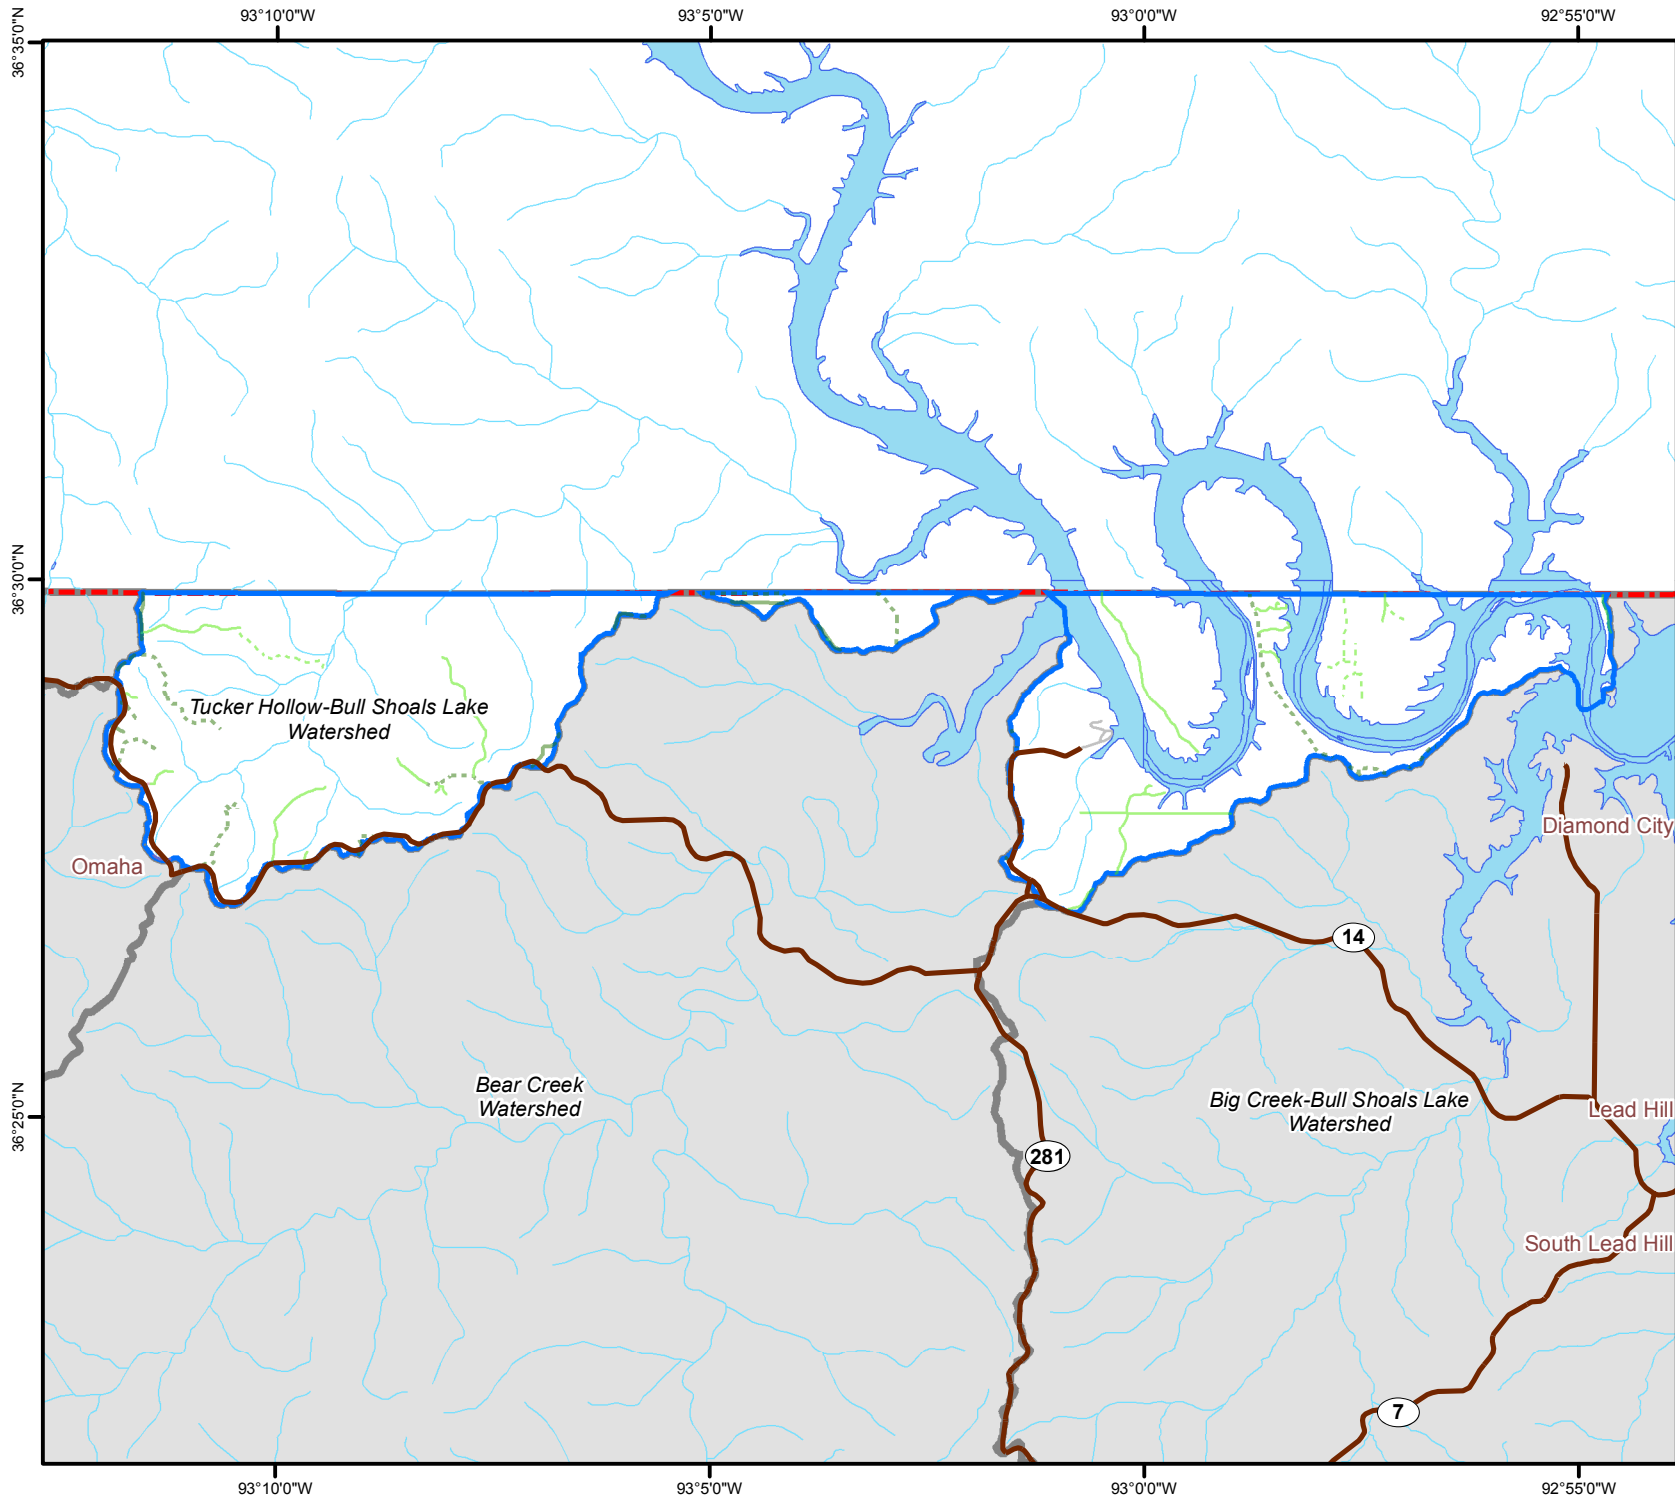 93°10'0"W
93°5'0"W
93°0'0"W
92°55'0"W
36°35'0"N
36°30'0"N
Tucker Hollow-Bull Shoals Lake
Watershed
Omaha
Diamond City
14
Bear Creek
Watershed
Big Creek-Bull Shoals Lake
Watershed
Lead Hill
36°25'0"N
281
South Lead Hill
7
93°10'0"W
93°5'0"W
93°0'0"W
92°55'0"W